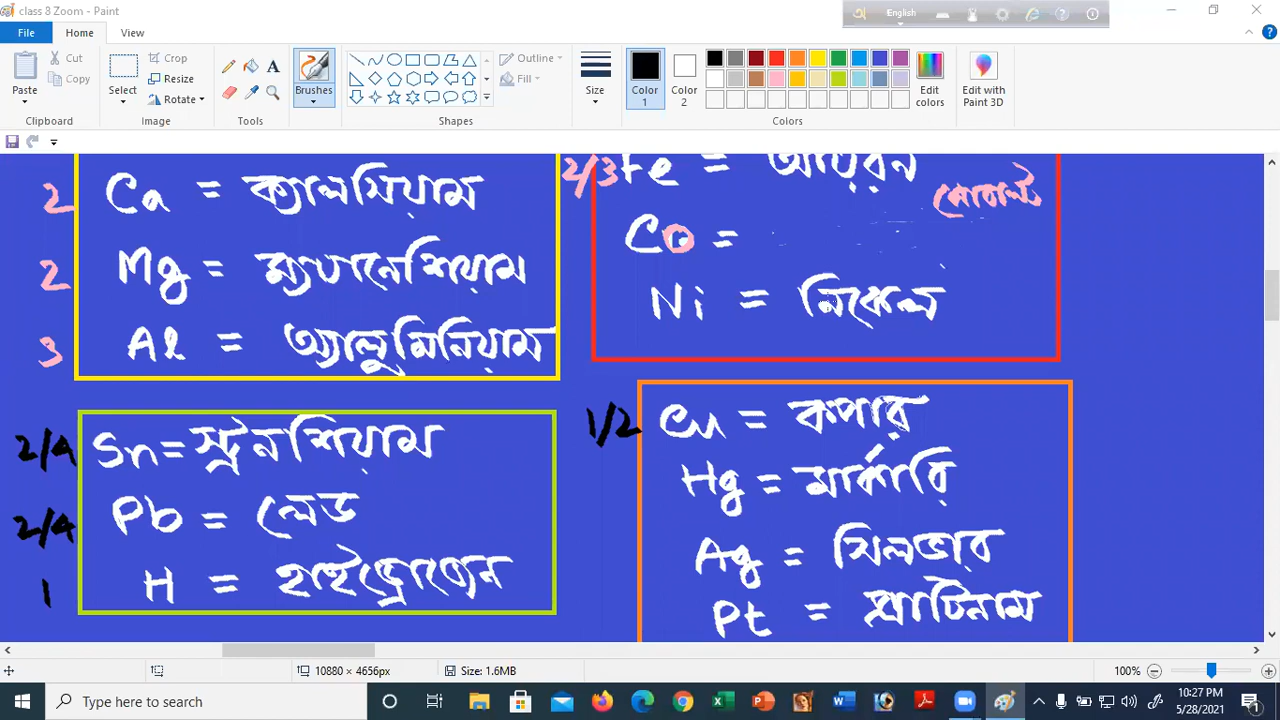 class 8 Zoom - Paint
English
File Home View
Paste
Cut
Copy
Clipboard
Select
Crop
Resize
Rotate
Image
Tools
Brushes
Shapes
Outline
Fill
Size
Color 1
Color 2
Colors
Edit colors
Edit with Paint 3D
2 Ca = ক্যালসিয়াম
2 Mg = ম্যাগনেশিয়াম
3 Al = অ্যালুমিনিয়াম
2/3 Fe = আয়রন
Co = কোবাল্ট
Ni = নিকেল
2/4 Sn = স্ট্রনশিয়াম
2/4 Pb = লেড
1 H = হাইড্রোজেন
1/2 Cu = কপার
Hg = মার্কারি
Ag = সিলভার
Pt = প্লাটিনাম
10880 × 4656px
Size: 1.6MB
100%
Type here to search
10:27 PM
5/28/2021